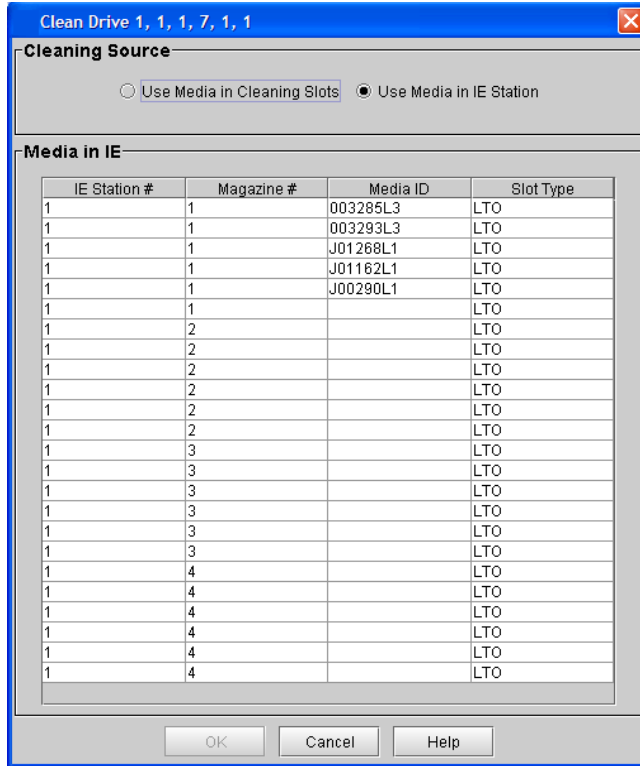 Clean Drive 1, 1, 1, 7, 1, 1
Cleaning Source
Use Media in Cleaning Slots Use Media in IE Station
Media in IE
IE Station # Magazine # Media ID Slot Type
1 1 003285L3 LTO
1 1 003293L3 LTO
1 1 J01268L1 LTO
1 1 J01162L1 LTO
1 1 J00290L1 LTO
1 1 LTO
1 2 LTO
1 2 LTO
1 2 LTO
1 2 LTO
1 2 LTO
1 2 LTO
1 3 LTO
1 3 LTO
1 3 LTO
1 3 LTO
1 3 LTO
1 3 LTO
1 4 LTO
1 4 LTO
1 4 LTO
1 4 LTO
1 4 LTO
1 4 LTO
OK Cancel Help